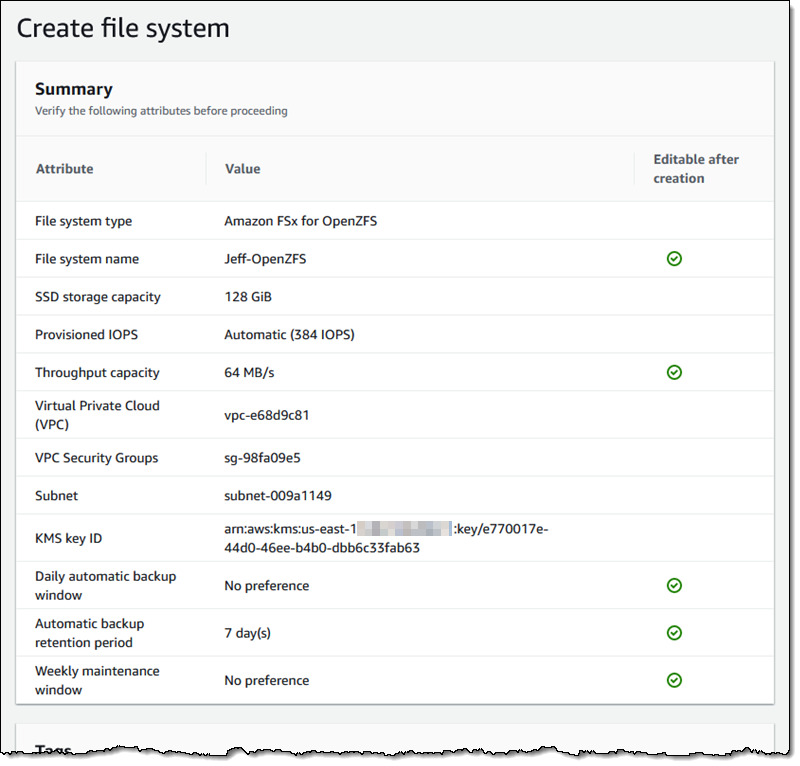 Create file system
Summary
Verify the following attributes before proceeding
Attribute Value Editable after
creation
File system type Amazon FSx for OpenZFS
File system name Jeff-OpenZFS
SSD storage capacity 128 GiB
Provisioned IOPS Automatic (384 IOPS)
Throughput capacity 64 MB/s
Virtual Private Cloud
(VPC) vpc-e68d9c81
VPC Security Groups sg-98fa09e5
Subnet subnet-009a1149
KMS key ID arn:aws:kms:us-east-1 :key/e770017e-
44d0-46ee-b4b0-dbb6c33fab63
Daily automatic backup
window No preference
Automatic backup
retention period 7 day(s)
Weekly maintenance
window No preference
Tags